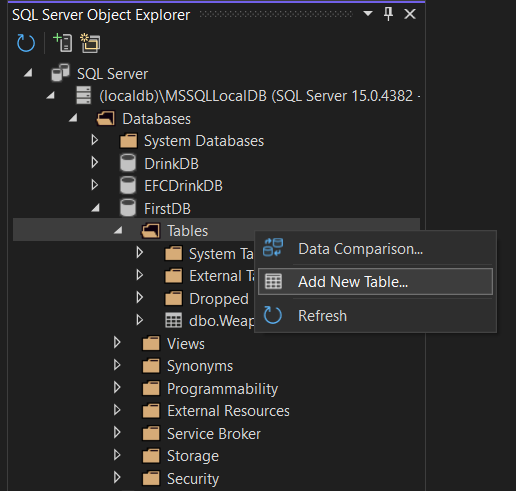 SQL Server Object Explorer
SQL Server
(localdb)\MSSQLLocalDB (SQL Server 15.0.4382 -
Databases
System Databases
DrinkDB
EFCDrinkDB
FirstDB
Tables
System Ta
External Ta
Dropped
dbo.Weap
Data Comparison...
Add New Table...
Refresh
Views
Synonyms
Programmability
External Resources
Service Broker
Storage
Security